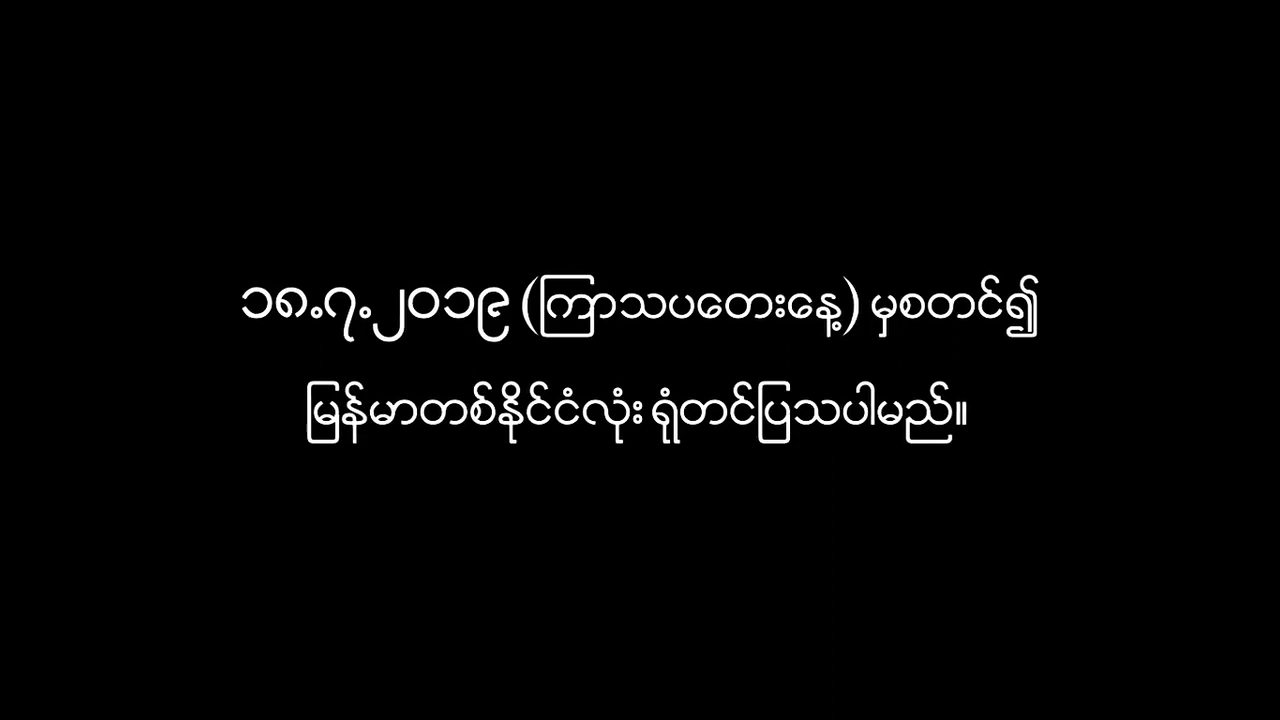 ၁၈.၇.၂၀၁၉ (ကြာသပတေးနေ့) မှစတင်၍
မြန်မာတစ်နိုင်ငံလုံး ရုံတင်ပြသပါမည်။